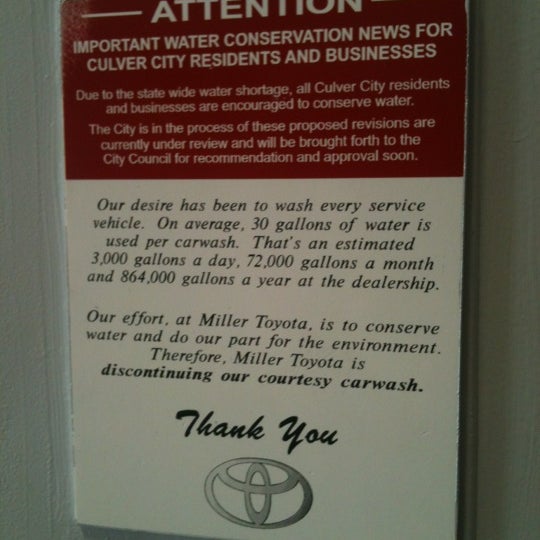 ATTENTION
IMPORTANT WATER CONSERVATION NEWS FOR
CULVER CITY RESIDENTS AND BUSINESSES
Due to the state wide water shortage, all Culver City residents
and businesses are encouraged to conserve water.
The City is in the process of these proposed revisions are
currently under review and will be brought forth to the
City Council for recommendation and approval soon.
Our desire has been to wash every service
vehicle. On average, 30 gallons of water is
used per carwash. That's an estimated
3,000 gallons a day, 72,000 gallons a month
and 864,000 gallons a year at the dealership.
Our effort, at Miller Toyota, is to conserve
water and do our part for the environment.
Therefore, Miller Toyota is
discontinuing our courtesy carwash.
Thank You